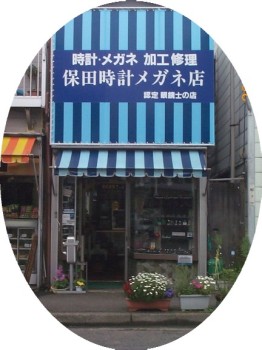 時計・メガネ 加工修理
保田時計メガネ店
認定 眼鏡士の店